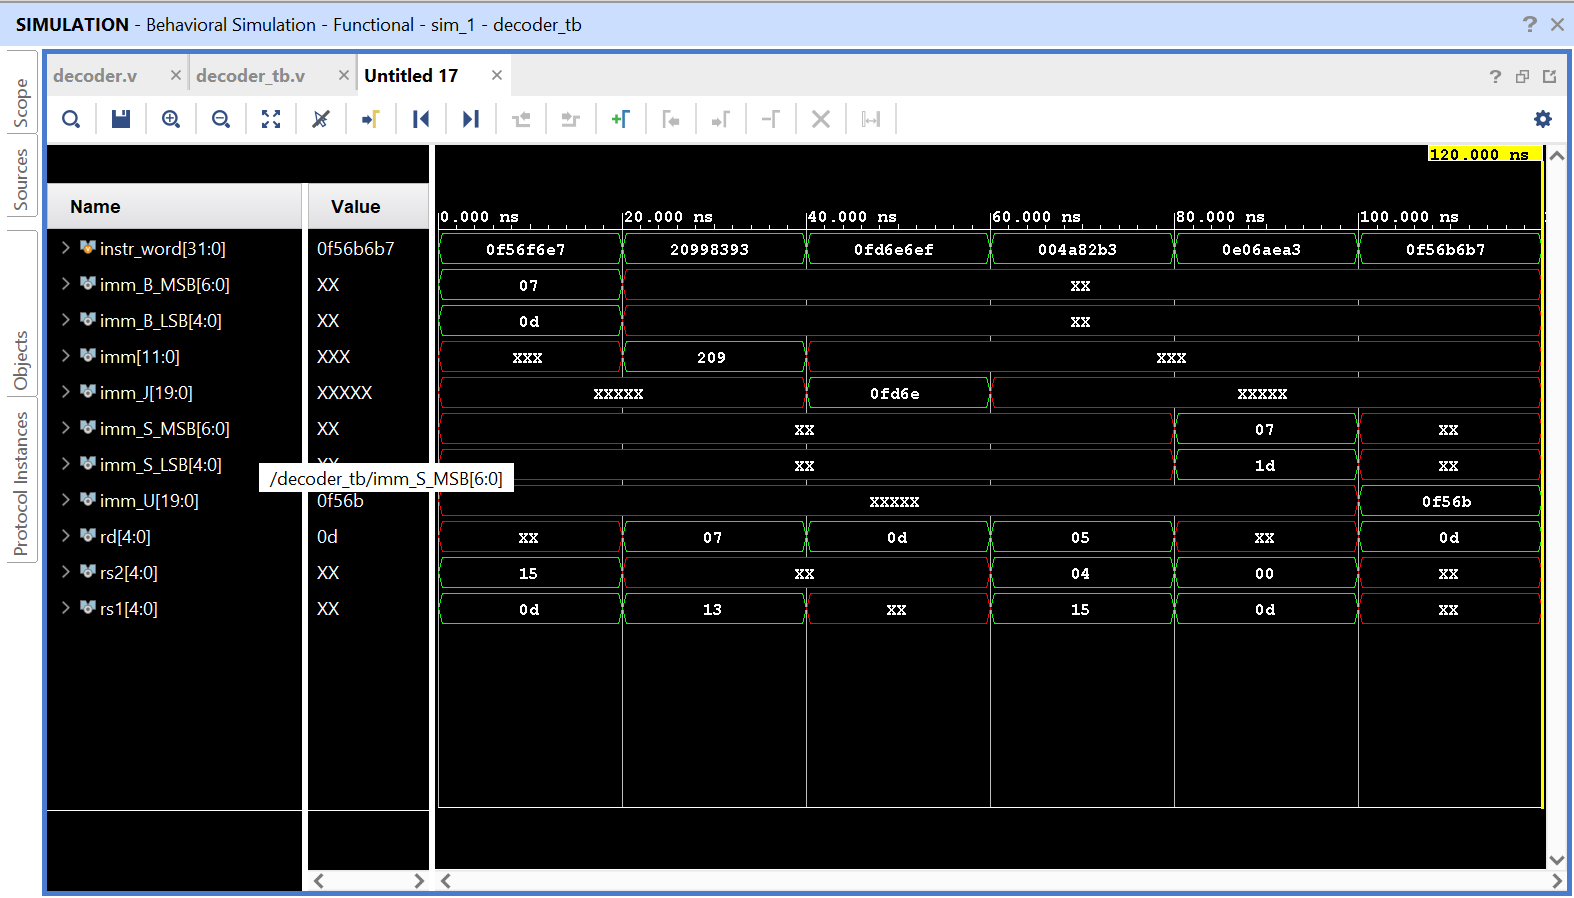 SIMULATION - Behavioral Simulation - Functional - sim_1 - decoder_tb ?
Scope
Sources
Objects
Protocol Instances
decoder.v decoder_tb.v Untitled 17 ?
120.000 ns
Name Value
0.000 ns 20.000 ns 40.000 ns 60.000 ns 80.000 ns 100.000 ns
instr_word[31:0] 0f56b6b7 0f56f6e7 20998393 0fd6e6ef 004a82b3 0e06aea3 0f56b6b7
imm_B_MSB[6:0] XX 07 XX
imm_B_LSB[4:0] XX 0d XX
imm[11:0] XXX XXX 209 XXX
imm_J[19:0] XXXXX XXXXX 0fd6e XXXXX
imm_S_MSB[6:0] XX XX 07 XX
imm_S_LSB[4:0] XX XX 1d XX
/decoder_tb/imm_S_MSB[6:0]
imm_U[19:0] 0f56b XXXXX 0f56b
rd[4:0] 0d XX 07 0d 05 XX 0d
rs2[4:0] XX 15 XX 04 00 XX
rs1[4:0] XX 0d 13 XX 15 0d XX